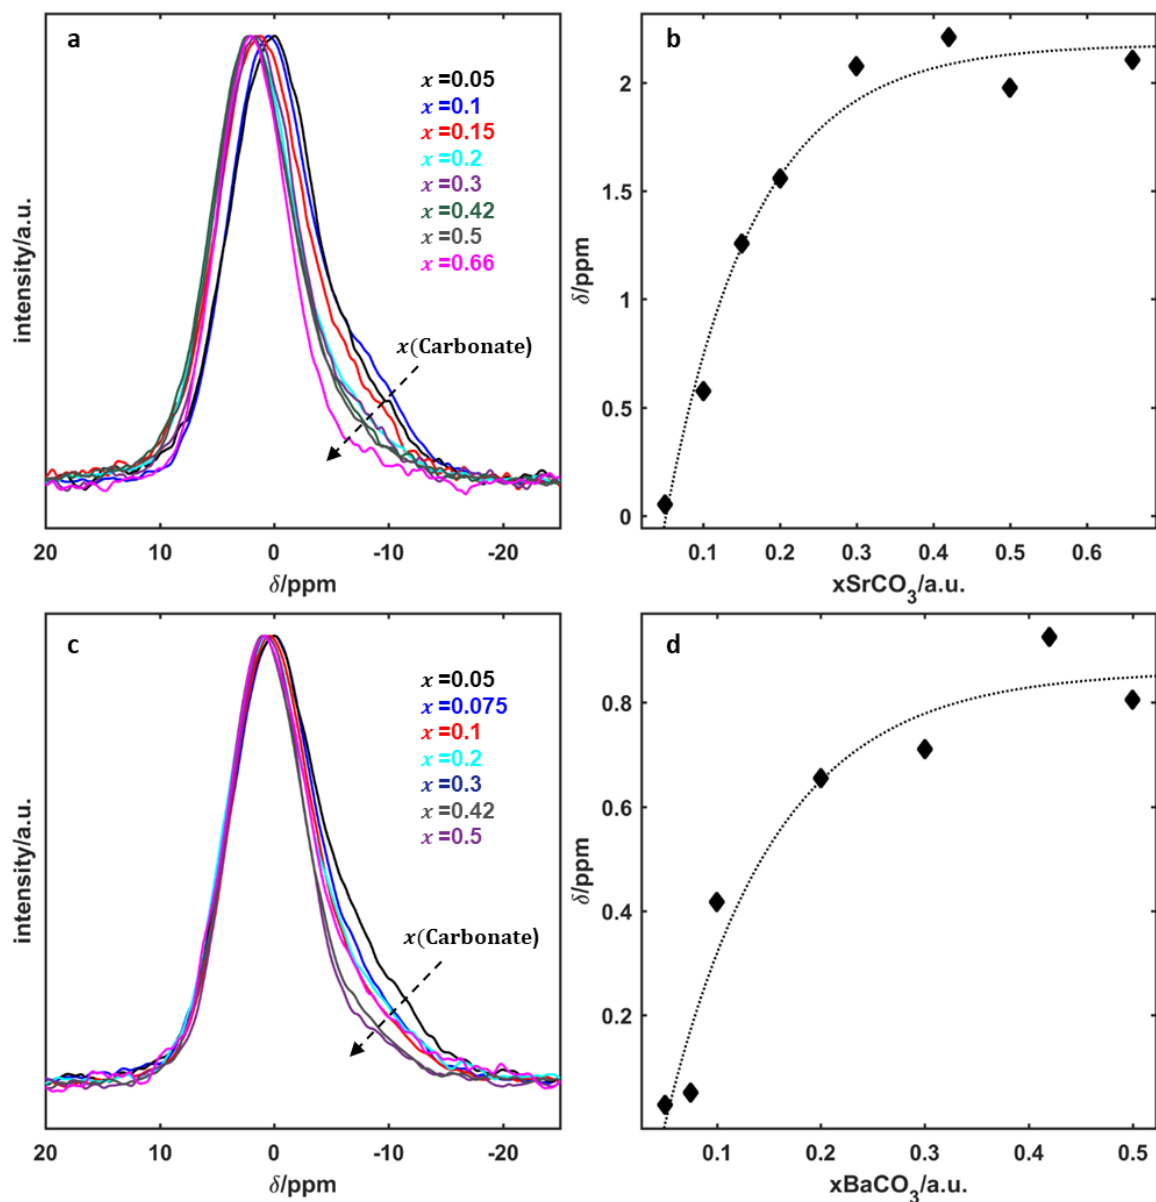 a
x =0.05
x =0.1
x =0.15
x =0.2
x =0.3
x =0.42
x =0.5
x =0.66
x(Carbonate)
intensity/a.u.
20 10 0 -10 -20
δ/ppm
b
2
1.5
1
0.5
0
δ/ppm
0.1 0.2 0.3 0.4 0.5 0.6
xSrCO3/a.u.
c
x =0.05
x =0.075
x =0.1
x =0.2
x =0.3
x =0.42
x =0.5
x(Carbonate)
intensity/a.u.
20 10 0 -10 -20
δ/ppm
d
0.8
0.6
0.4
0.2
δ/ppm
0.1 0.2 0.3 0.4 0.5
xBaCO3/a.u.